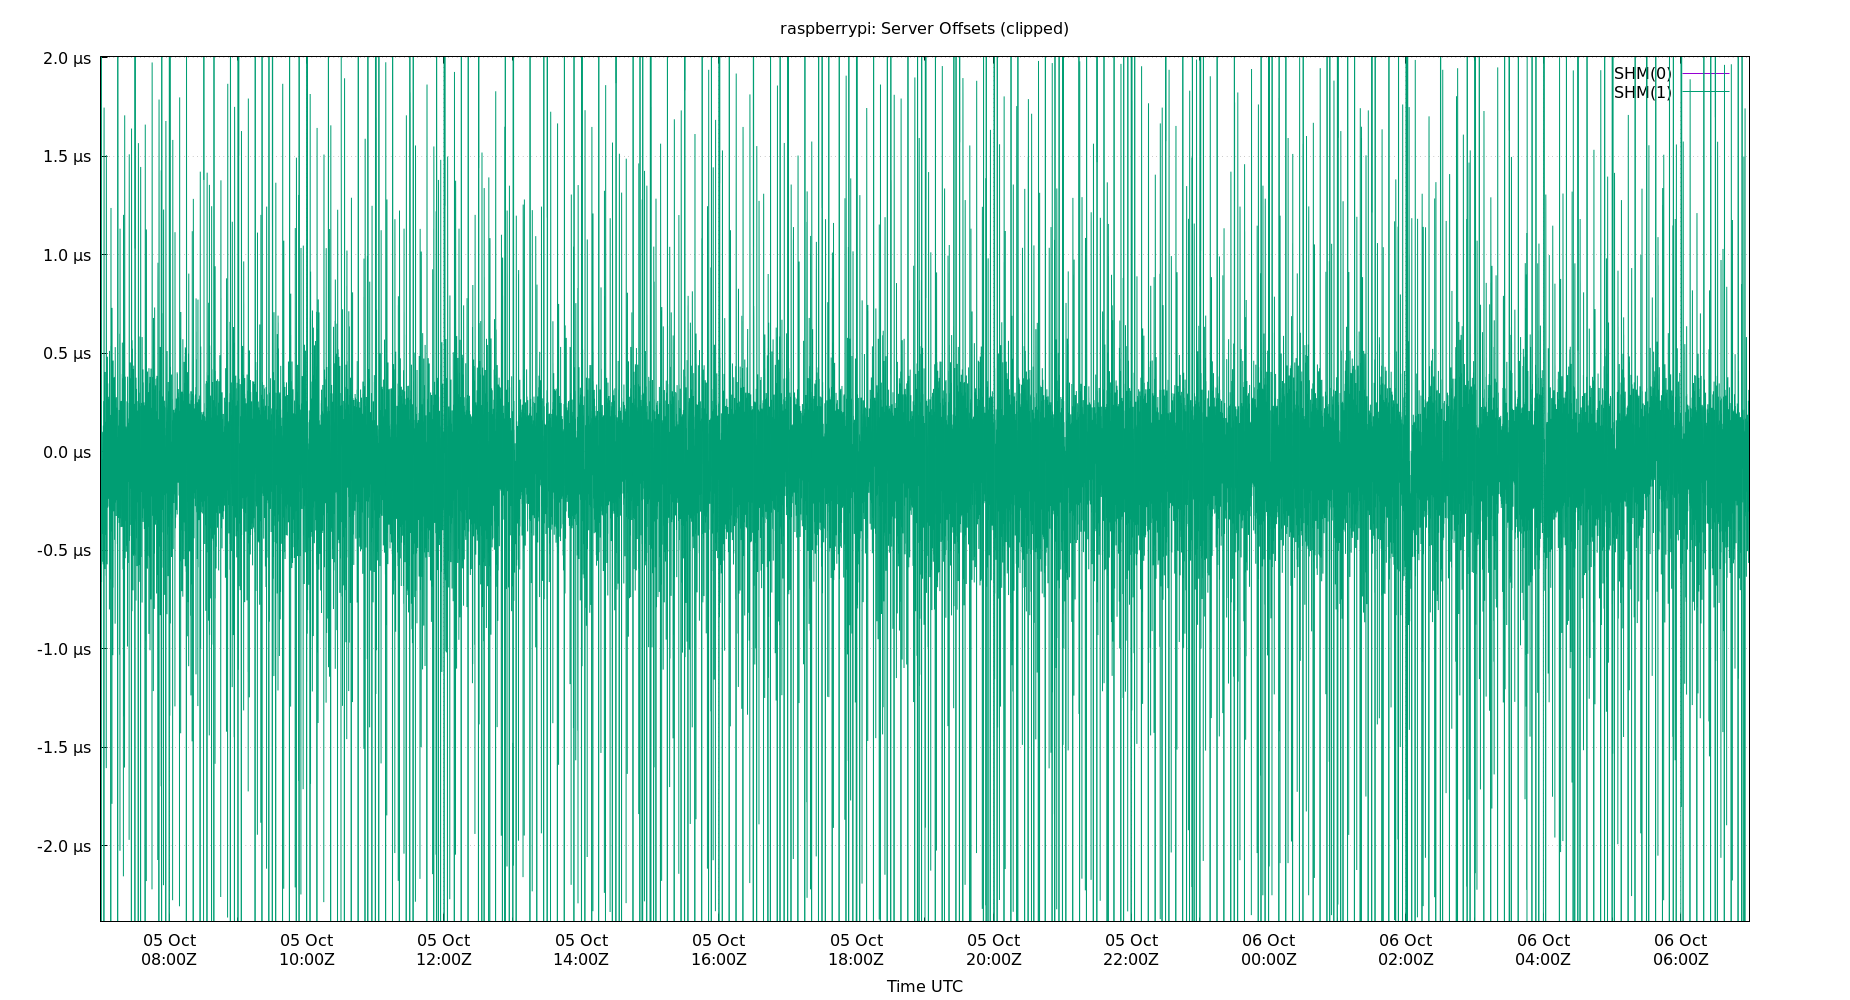 raspberrypi: Server Offsets (clipped)
2.0 µs
1.5 µs
1.0 µs
0.5 µs
0.0 µs
-0.5 µs
-1.0 µs
-1.5 µs
-2.0 µs
SHM(0)
SHM(1)
05 Oct 05 Oct 05 Oct 05 Oct 05 Oct 05 Oct 05 Oct 05 Oct 06 Oct 06 Oct 06 Oct 06 Oct
08:00Z 10:00Z 12:00Z 14:00Z 16:00Z 18:00Z 20:00Z 22:00Z 00:00Z 02:00Z 04:00Z 06:00Z
Time UTC